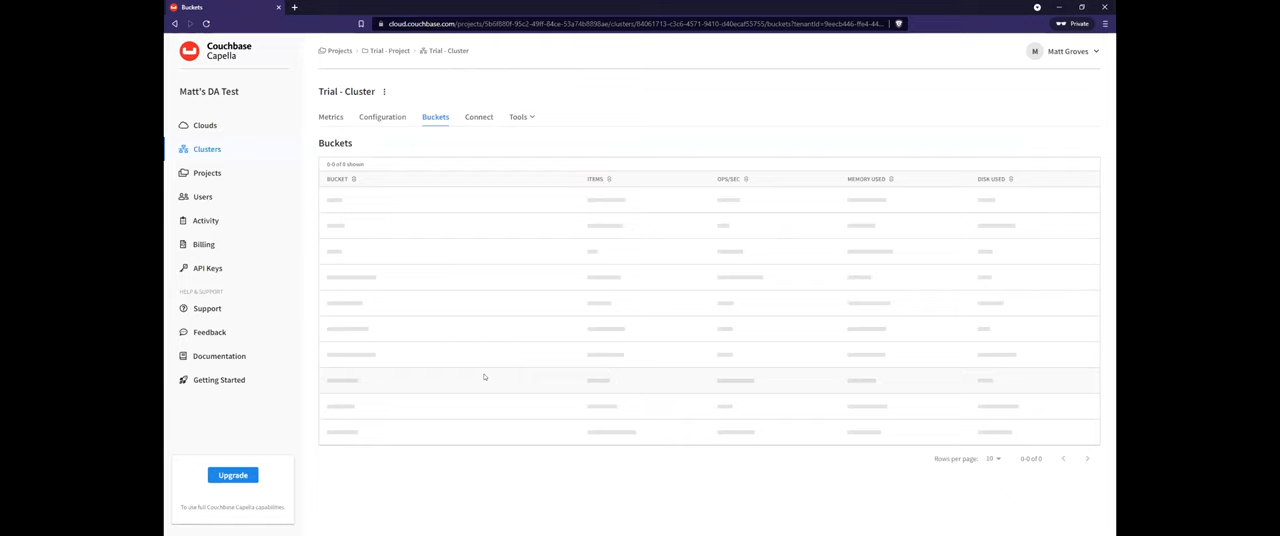 Buckets
cloud.couchbase.com/projects/5b6f880f-95c2-49ff-84ce-53a74b8898ae/clusters/84061713-c3c6-4571-9410-d40ecaf55755/buckets?tenantId=9eecb446-ffe4-44...
Private
Couchbase
Capella
Projects > Trial - Project > Trial - Cluster
M Matt Groves
Matt's DA Test
Trial - Cluster
Clouds
Clusters
Projects
Users
Activity
Billing
API Keys
HELP & SUPPORT
Support
Feedback
Documentation
Getting Started
Upgrade
To use full Couchbase Capella capabilities
Metrics Configuration Buckets Connect Tools
Buckets
0-0 of 0 shown
BUCKET ITEMS OPS/SEC MEMORY USED DISK USED
Rows per page: 10 0-0 of 0